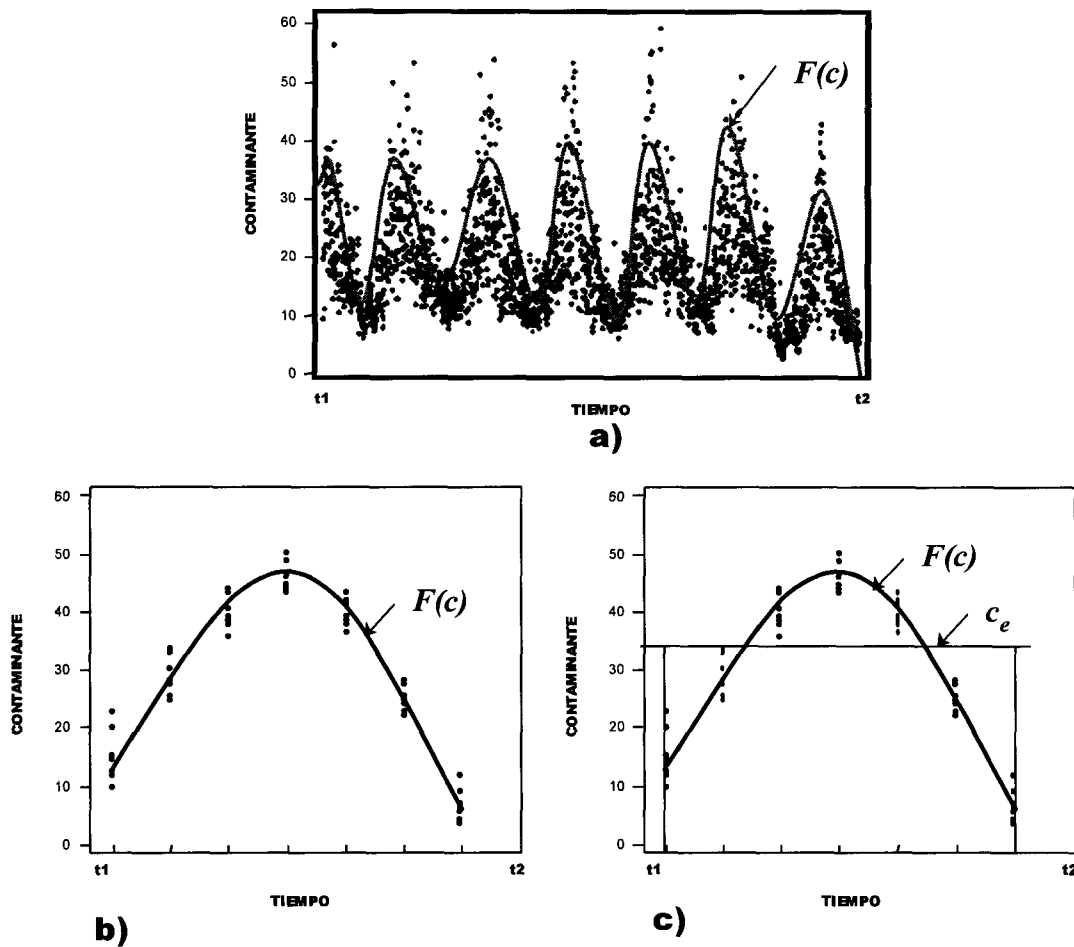 60
50
40
30
20
10
0
CONTAMINANTE
F(c)
t1
t2
TIEMPO
a)
60
50
40
30
20
10
0
CONTAMINANTE
F(c)
t1
t2
TIEMPO
b)
60
50
40
30
20
10
0
CONTAMINANTE
F(c)
c_e
t1
t2
TIEMPO
c)